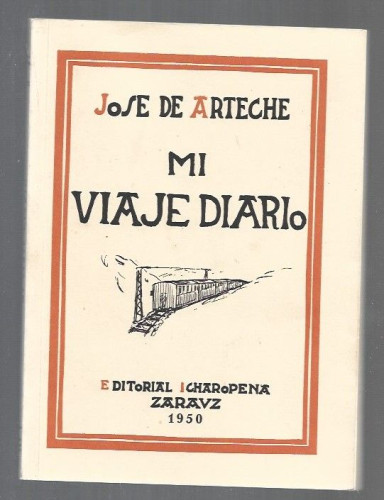 JOSE DE ARTECHE
MI
VIAJE DIARIO
EDITORIAL ICHAROPENA
ZARAUZ
1950